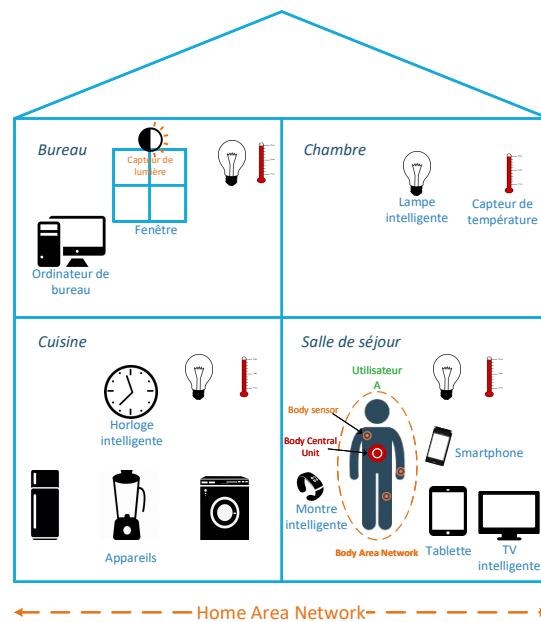 Bureau
Capteur de
lumière
Fenêtre
Ordinateur de
bureau
Chambre
Lampe
intelligente
Capteur de
température
Cuisine
Horloge
intelligente
Appareils
Salle de séjour
Utilisateur
A
Body sensor
Body Central
Unit
Smartphone
Montre
intelligente
Body Area Network
Tablette
TV
intelligente
Home Area Network